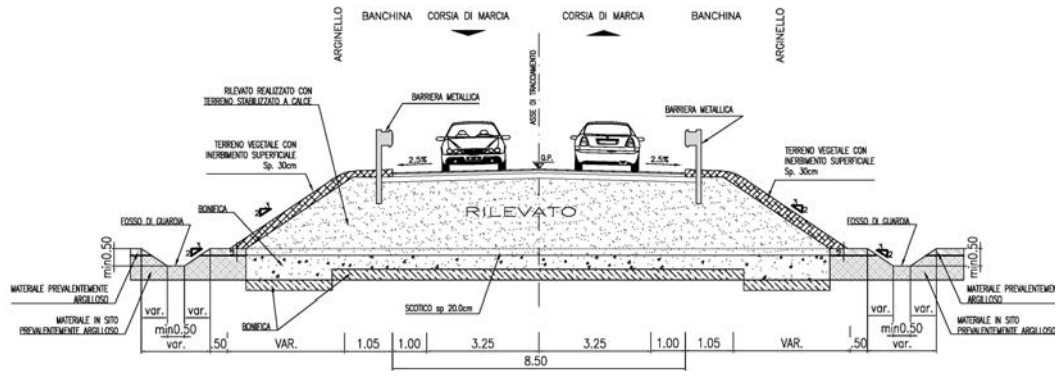 ARGINELLO
BANCHINA
CORSIA DI MARCIA
CORSIA DI MARCIA
BANCHINA
ARGINELLO
ASSE DI TRACCIAMENTO
RILEVATO REALIZZATO CON
TERRENO STABILIZZATO A CALCE
BARRIERA METALLICA
BARRIERA METALLICA
TERRENO VEGETALE CON
INERBIMENTO SUPERFICIALE
Sp. 30cm
2,5%
Q.P.
2.5%
TERRENO VEGETALE CON
INERBIMENTO SUPERFICIALE
Sp. 30cm
RILEVATO
BONIFICA
FOSSO DI GUARDIA
FOSSO DI GUARDIA
min0.50
min0.50
MATERIALE PREVALENTEMENTE
ARGILLOSO
MATERIALE PREVALENTEMEN
ARGILLOSO
MATERIALE IN SITO
PREVALENTEMENTE ARGILLOSO
MATERIALE IN SITO
PREVALENTEMENTE ARGILLOSO
SCOTICO sp 20.0cm
BONIFICA
var. var.
min0.50
var.
var. var.
min0.50
var.
.50 VAR. 1.05 1.00 3.25 3.25 1.00 1.05 VAR. .50
8.50